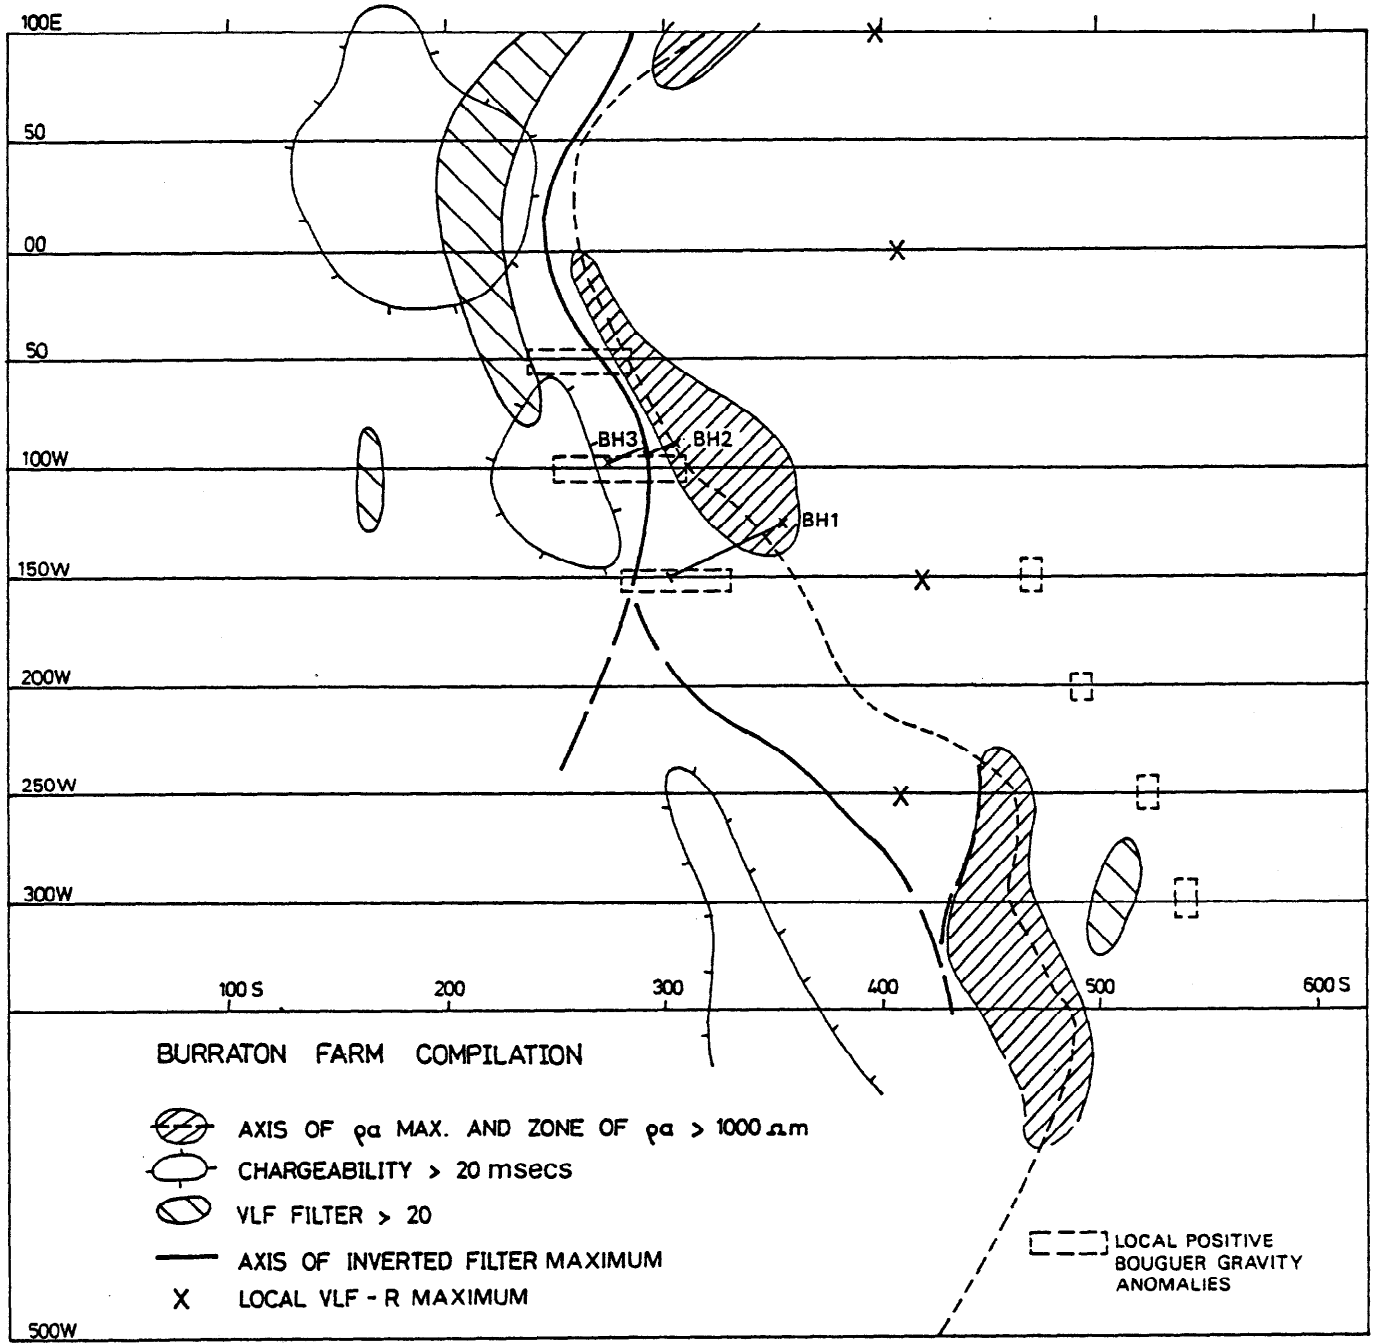 100E
50
00
50
BH3
BH2
100W
BH1
150W
200W
250W
300W
100 S
200
300
400
500
600 S
BURRATON FARM COMPILATION
AXIS OF ρa MAX. AND ZONE OF ρa > 1000 Ωm
CHARGEABILITY > 20 msecs
VLF FILTER > 20
AXIS OF INVERTED FILTER MAXIMUM
X LOCAL VLF - R MAXIMUM
LOCAL POSITIVE
BOUGUER GRAVITY
ANOMALIES
500W